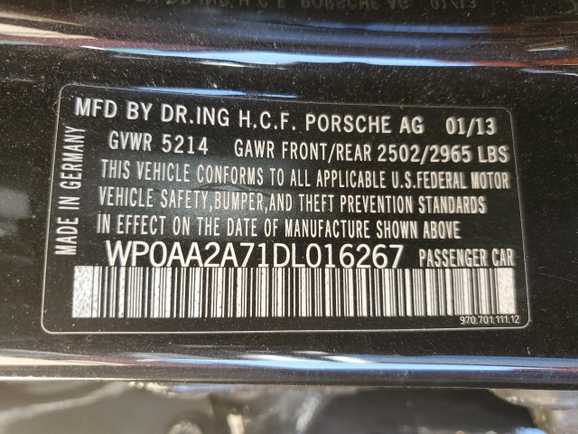 MFD BY DR.ING H.C.F. PORSCHE AG 01/13
GVWR 5214 GAWR FRONT/REAR 2502/2965 LBS
THIS VEHICLE CONFORMS TO ALL APPLICABLE U.S.FEDERAL MOTOR
VEHICLE SAFETY, BUMPER, AND THEFT PREVENTION STANDARDS
IN EFFECT ON THE DATE OF MANUFACTURE SHOWN ABOVE
WP0AA2A71DL016267 PASSENGER CAR
MADE IN GERMANY
970.701.111.12